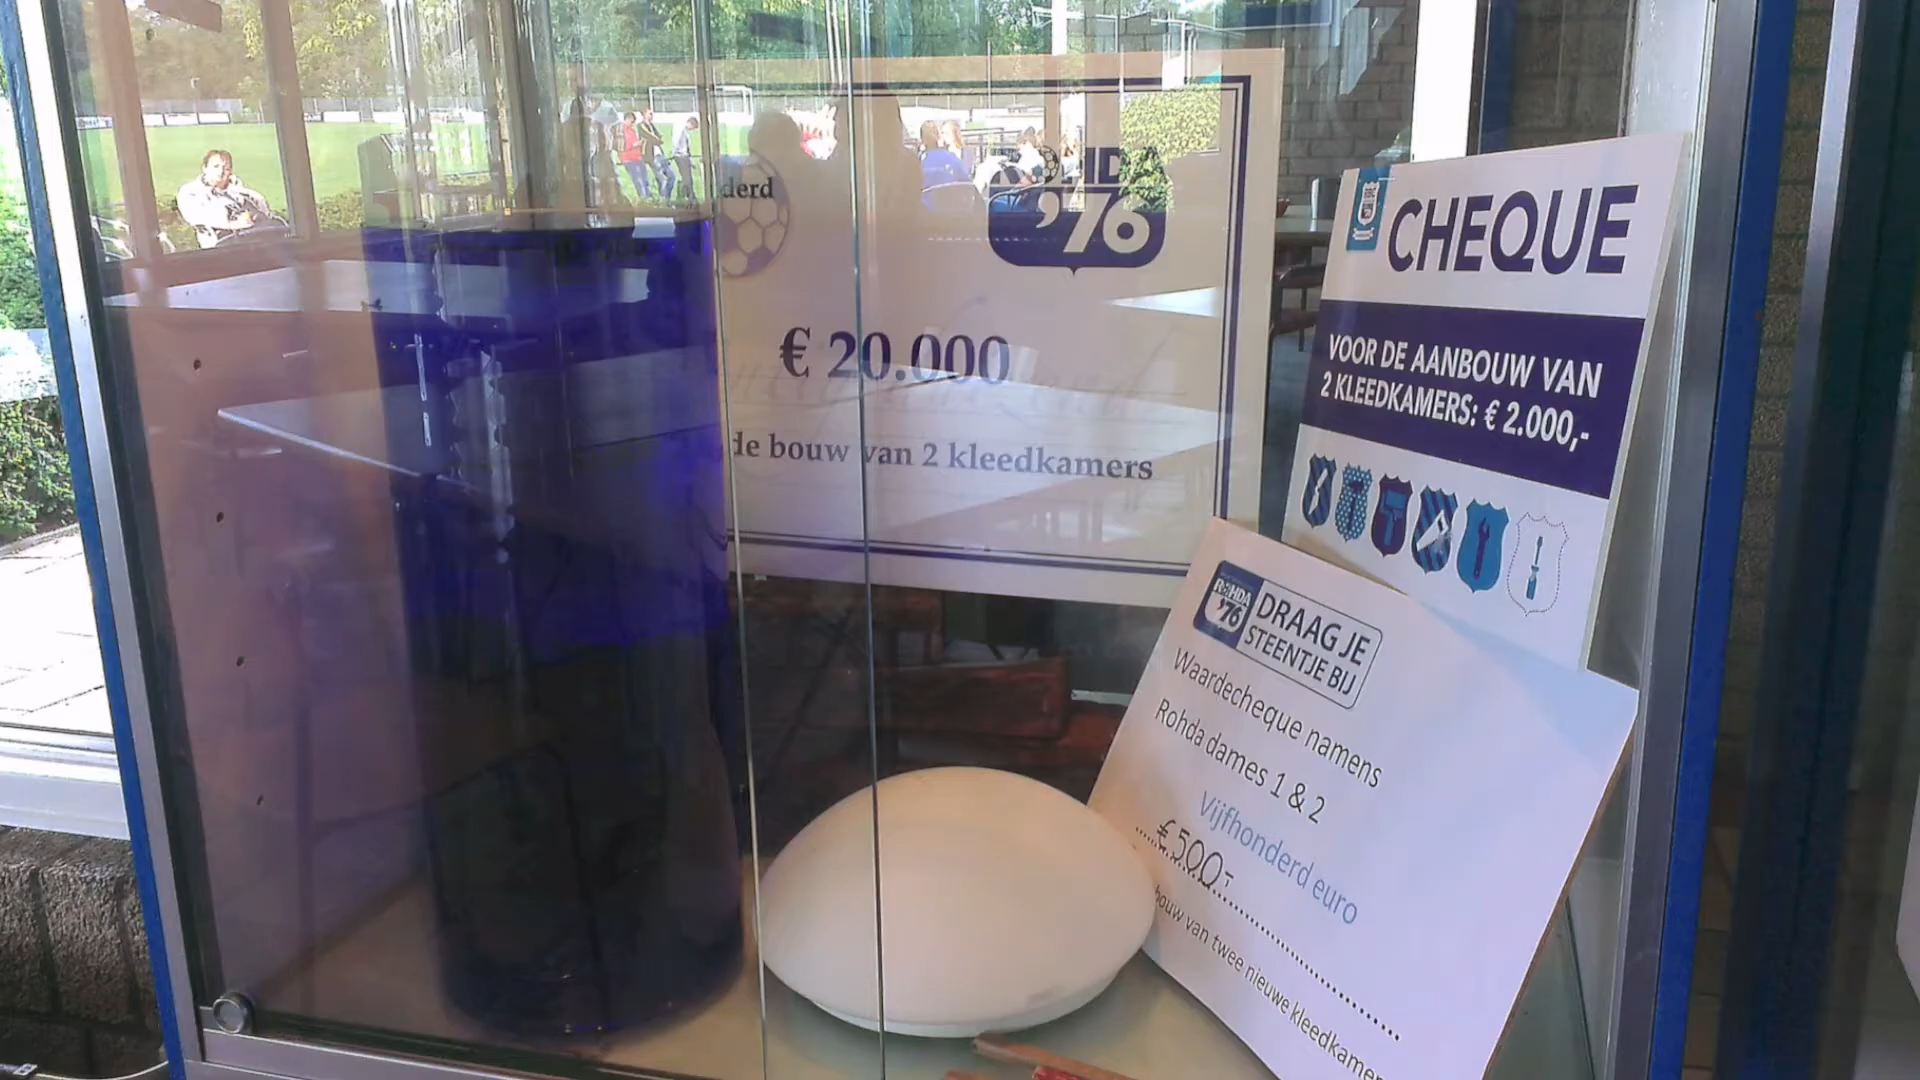 derd
ROHDA
'76
€ 20.000
de bouw van 2 kleedkamers
CHEQUE
VOOR DE AANBOUW VAN
2 KLEEDKAMERS: € 2.000,-
ROHDA
'76
DRAAG JE
STEENTJE BIJ
Waardecheque namens
Rohda dames 1 & 2
Vijfhonderd euro
€500,-
bouw van twee nieuwe kleedkamer